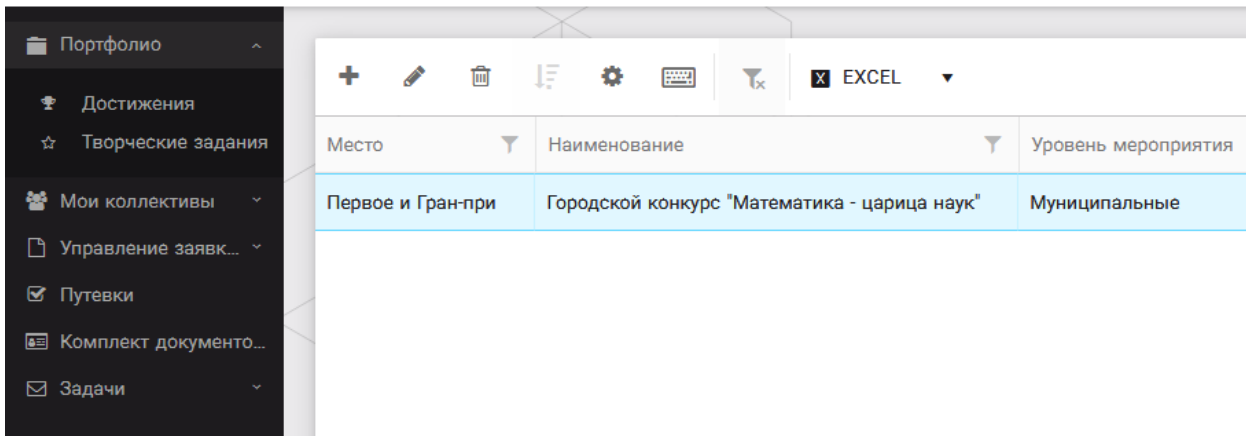 Портфолио
Достижения
Творческие задания
Мои коллективы
Управление заявк...
Путевки
Комплект документо...
Задачи
X EXCEL
Место Наименование Уровень мероприятия
Первое и Гран-при Городской конкурс "Математика - царица наук" Муниципальные